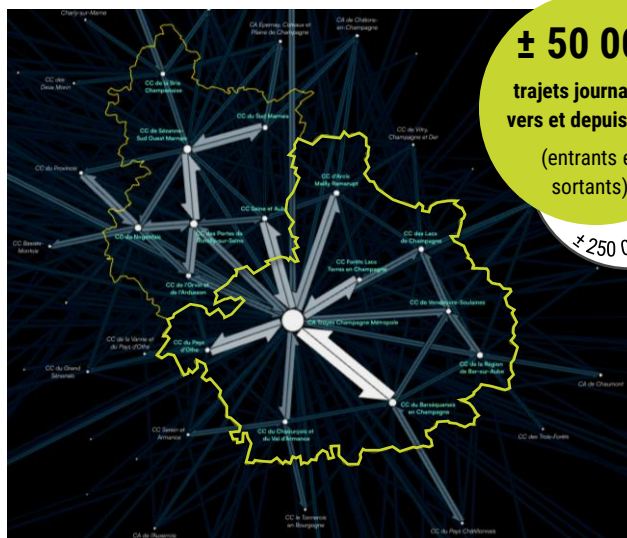 Charly-sur-Marne
CA Epernay, Coteaux et
Plaine de Champagne
CA de Châlons-
en-Champagne
± 50 00
trajets journa
vers et depuis
(entrants e
sortants)
± 250 0
CC des
Deux Morin
CC de la Brie
Champenoise
CC du Sud Marnais
CC de Sézanne-
Sud Ouest Marnais
CC de Vitry,
Champagne et Der
CC du Provinois
CC d'Arcis
Mailly Ramerupt
CC Seine et Aube
CC du Nogentais
CC des Portes de
Romilly-sur-Seine
CC des Lacs
de Champagne
CC Bassée-
Montois
CC Forêts Lacs
Terres en Champagne
CC de l'Orvin et
de l'Ardusson
CC de Vendeuvre-Soulaines
CA Troyes Champagne Métropole
CC de la Vanne et
du Pays d'Othe
CC du Pays
d'Othe
CC du Grand
Sénonais
CC de la Région
de Bar-sur-Aube
CA de Chaumont
CC du Barséquanais
en Champagne
CC Serein et
Armance
CC du Chaourçois et
du Val d'Armance
CC des Trois-Forêts
CC le Tonnerrois
en Bourgogne
CA de l'Auxerrois
CC du Pays Châtillonnais